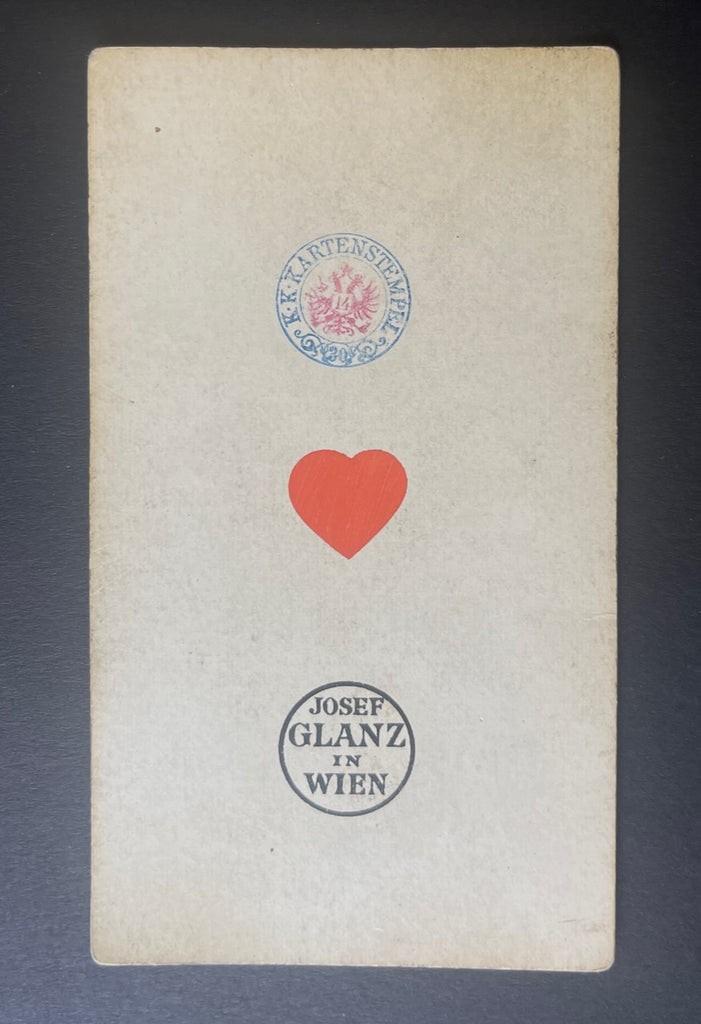 K. K. KARTENSTEMPEL
14
30
JOSEF
GLANZ
IN
WIEN